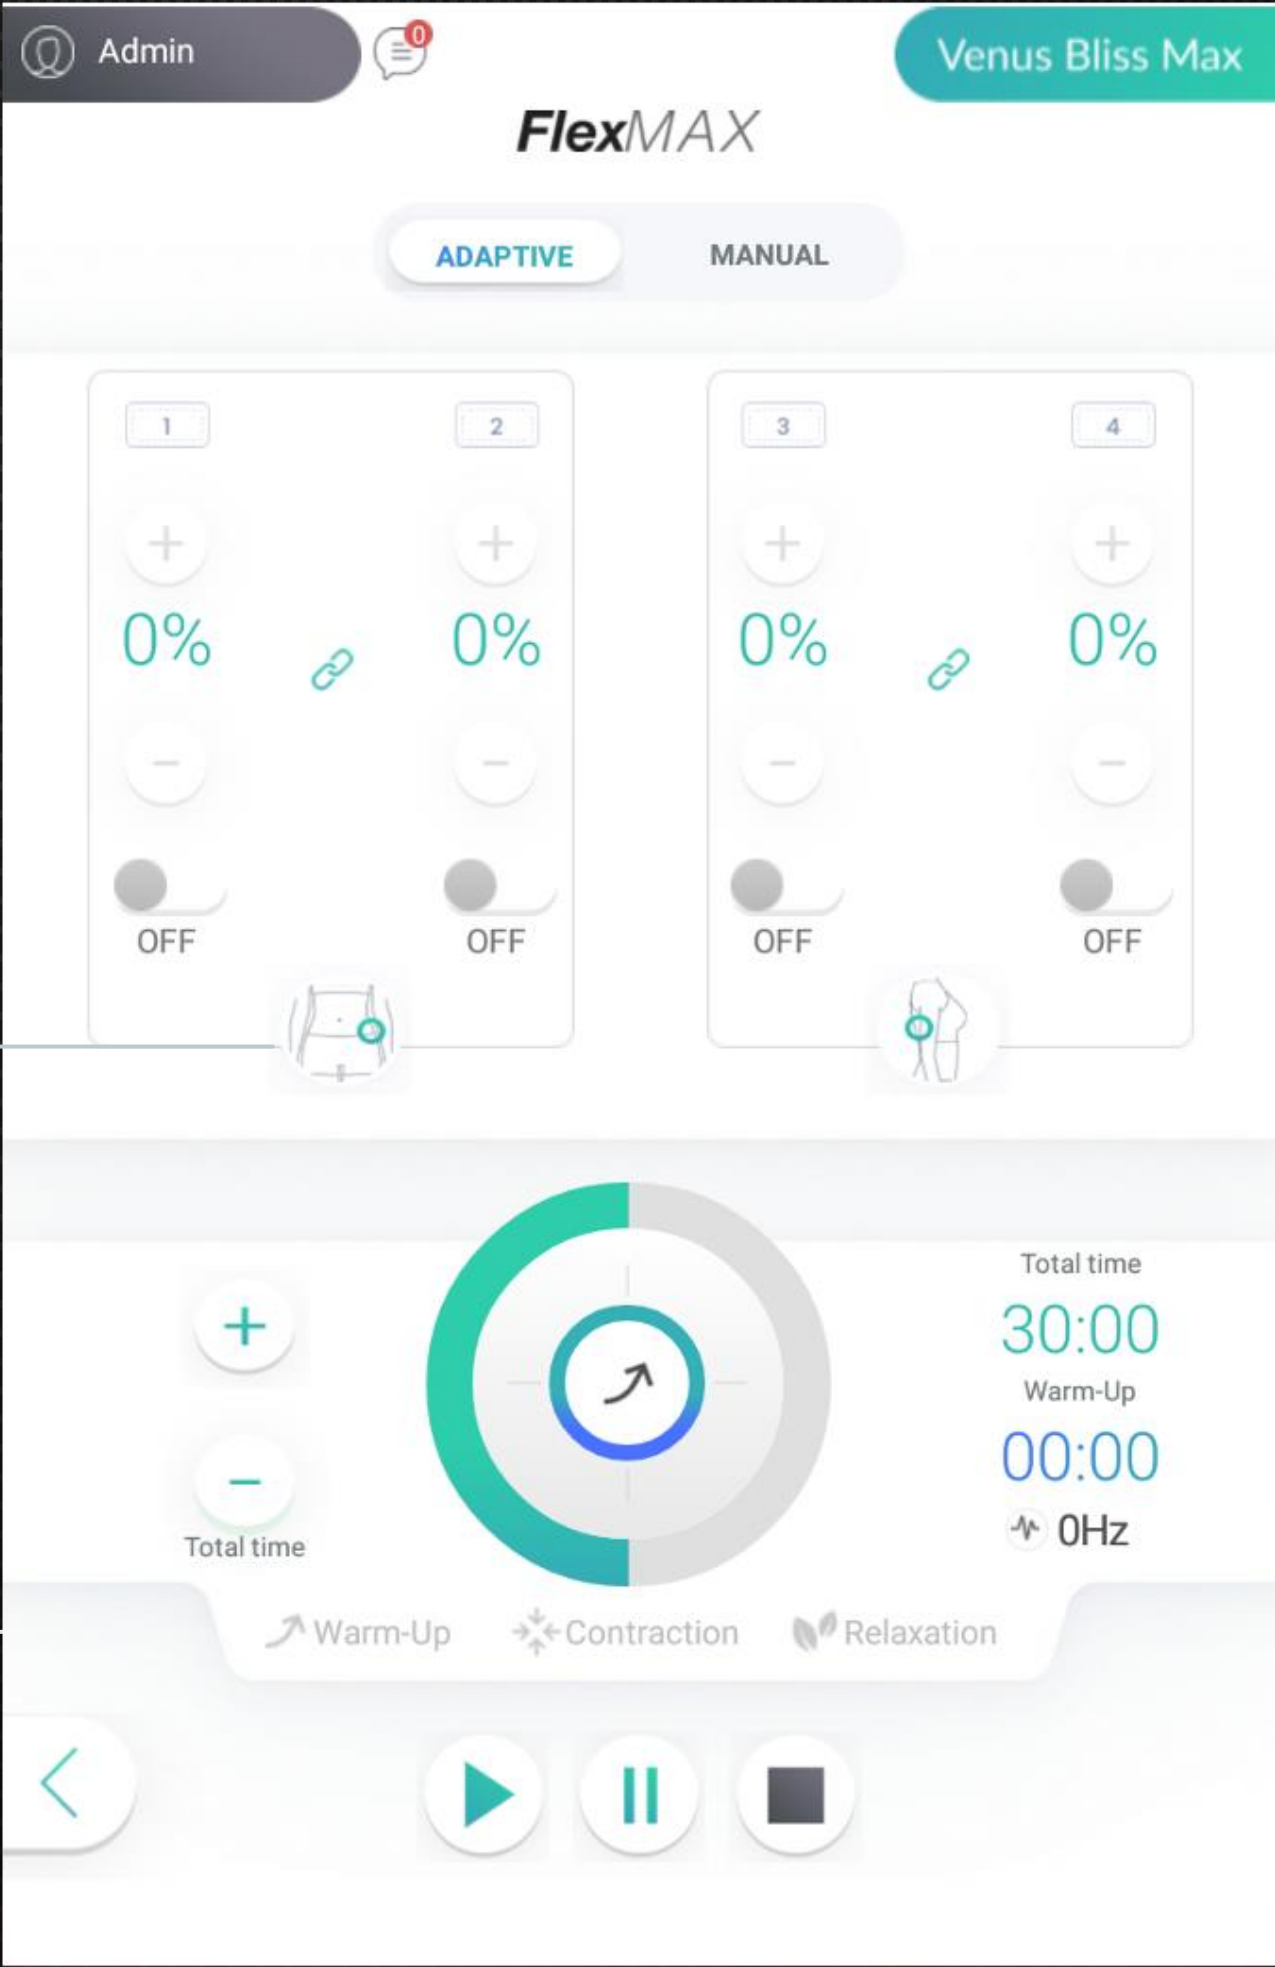 Admin
0
Venus Bliss Max
FlexMAX
ADAPTIVE MANUAL
1 2 3 4
0% 0% 0% 0%
OFF OFF OFF OFF
Total time
30:00
Warm-Up
00:00
0Hz
Total time
Warm-Up Contraction Relaxation